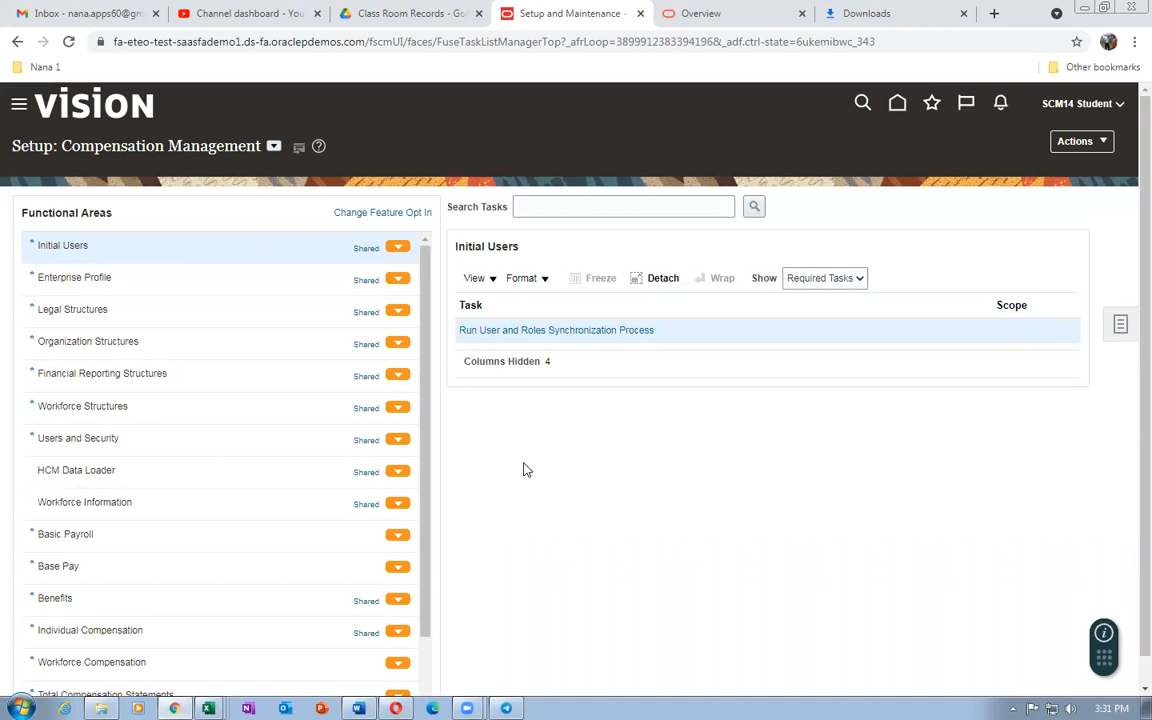 Inbox - nana.apps60@gm
Channel dashboard - You
Class Room Records - Goo
Setup and Maintenance -
Overview
Downloads
fa-eteo-test-saasfademo1.ds-fa.oraclepdemos.com/fscmUI/faces/FuseTaskListManagerTop?_afrLoop=3899912383394196&_adf.ctrl-state=6ukemibwc_343
Nana 1
Other bookmarks
VISION
SCM14 Student
Setup: Compensation Management
Actions
Functional Areas
Change Feature Opt In
Search Tasks
* Initial Users Shared
* Enterprise Profile Shared
* Legal Structures Shared
* Organization Structures Shared
* Financial Reporting Structures Shared
* Workforce Structures Shared
* Users and Security Shared
HCM Data Loader Shared
Workforce Information Shared
* Basic Payroll
* Base Pay
* Benefits Shared
* Individual Compensation Shared
* Workforce Compensation
* Total Compensation Statements
Initial Users
View Format Freeze Detach Wrap Show Required Tasks
Task Scope
Run User and Roles Synchronization Process
Columns Hidden 4
3:31 PM